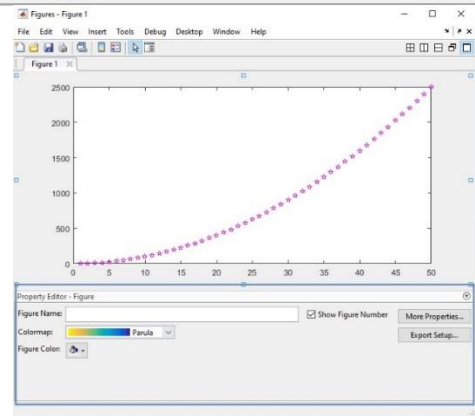 Figures - Figure 1
File Edit View Insert Tools Debug Desktop Window Help
Figure 1
2500
2000
1500
1000
500
0
0 5 10 15 20 25 30 35 40 45 50
Property Editor - Figure
Figure Name: Show Figure Number More Properties...
Colormap: Parula Export Setup...
Figure Color: